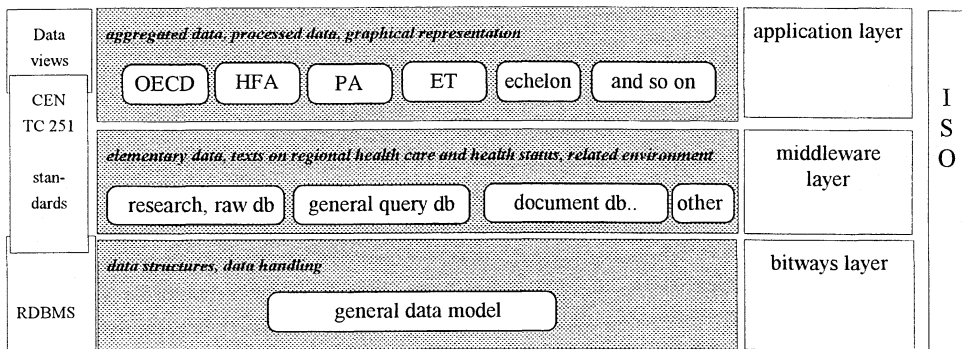 Data
views
CEN
TC 251
stan-
dards
RDBMS
aggregated data, processed data, graphical representation
OECD HFA PA ET echelon and so on
elementary data, texts on regional health care and health status, related environment
research, raw db general query db document db.. other
data structures, data handling
general data model
application layer
middleware
layer
bitways layer
I
S
O